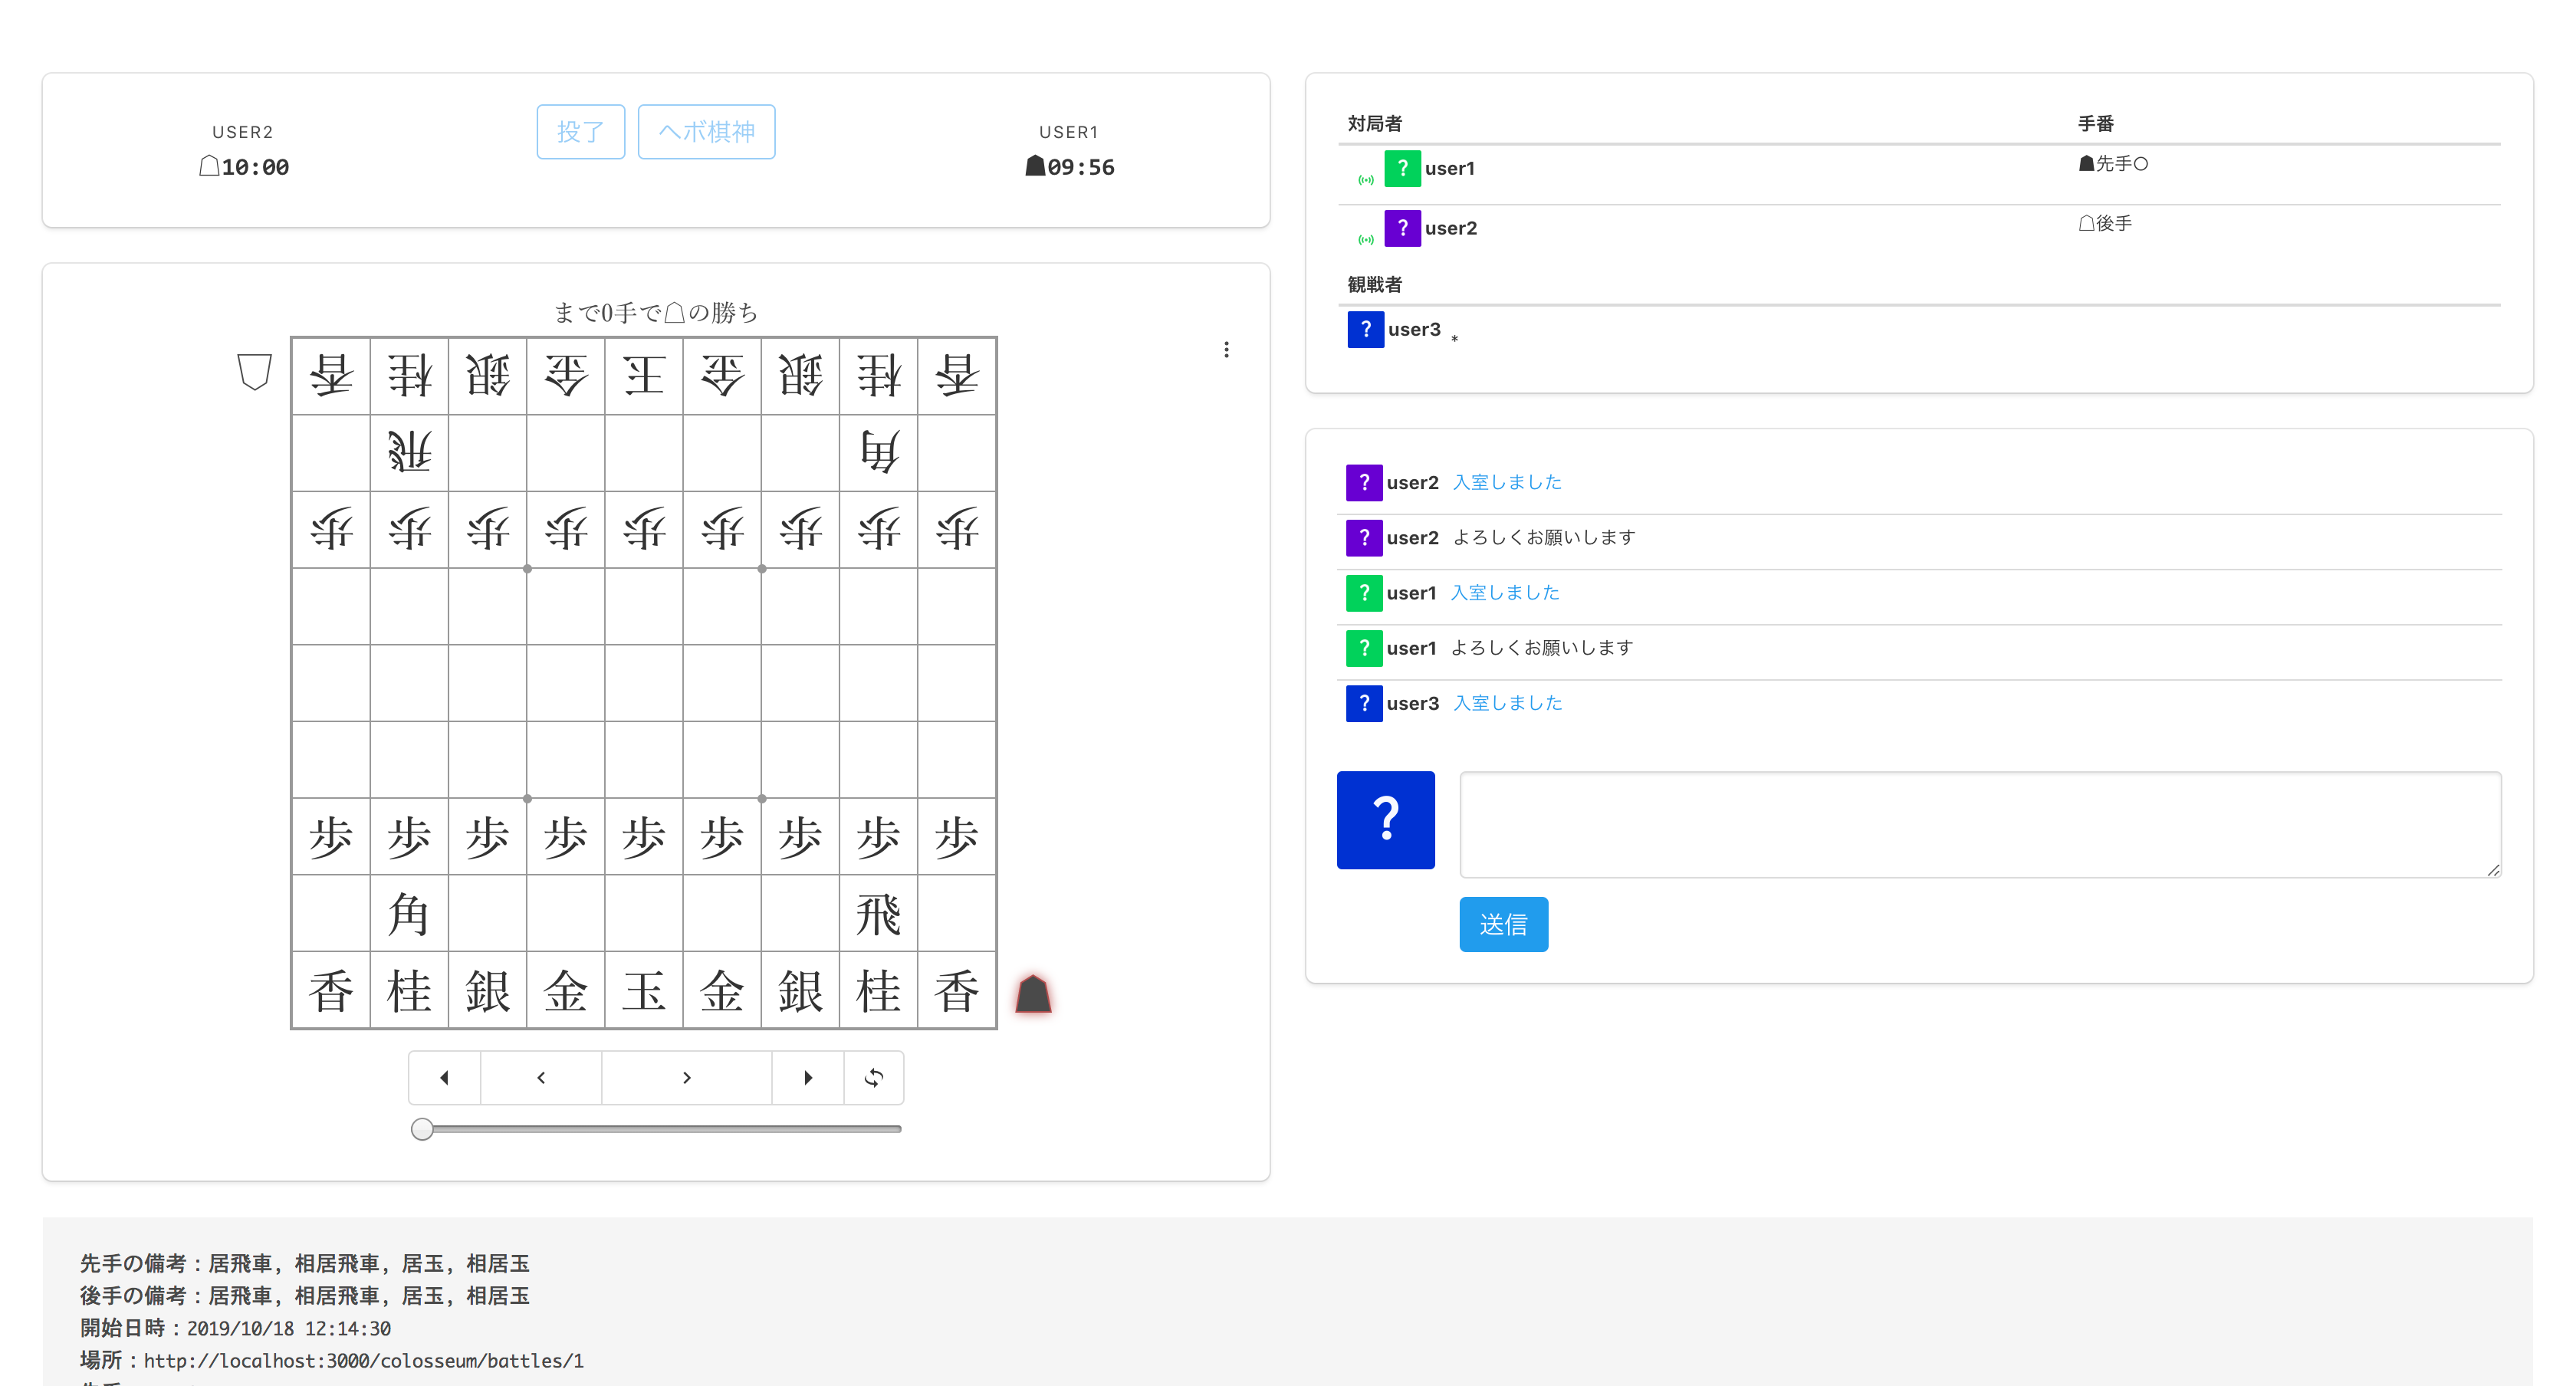 USER2
☖10:00
投了
ヘボ棋神
USER1
☗09:56
まで0手で☖の勝ち
香桂銀金王金銀桂香
飛角
歩歩歩歩歩歩歩歩歩
歩歩歩歩歩歩歩歩歩
角飛
香桂銀金玉金銀桂香
対局者 手番
? user1 ☗先手○
? user2 ☖後手
観戦者
? user3 *
? user2 入室しました
? user2 よろしくお願いします
? user1 入室しました
? user1 よろしくお願いします
? user3 入室しました
?
送信
先手の備考：居飛車, 相居飛車, 居玉, 相居玉
後手の備考：居飛車, 相居飛車, 居玉, 相居玉
開始日時：2019/10/18 12:14:30
場所：http://localhost:3000/colosseum/battles/1